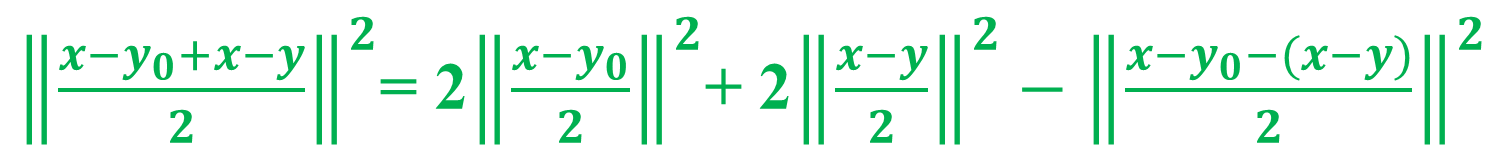 ‖(x−y₀+x−y)/2‖² = 2‖(x−y₀)/2‖² + 2‖(x−y)/2‖² − ‖(x−y₀−(x−y))/2‖²